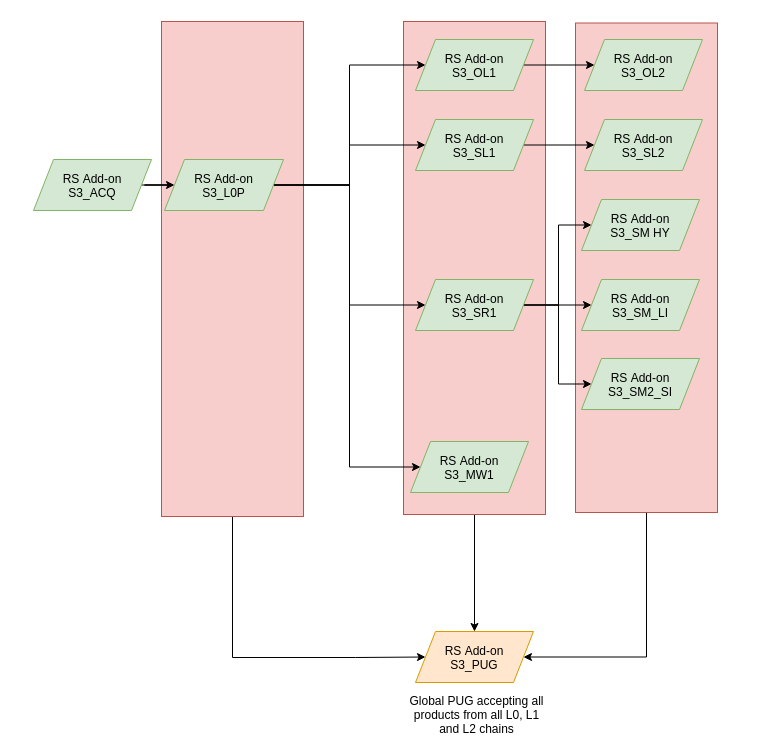 RS Add-on
S3_ACQ
RS Add-on
S3_L0P
RS Add-on
S3_OL1
RS Add-on
S3_SL1
RS Add-on
S3_SR1
RS Add-on
S3_MW1
RS Add-on
S3_OL2
RS Add-on
S3_SL2
RS Add-on
S3_SM HY
RS Add-on
S3_SM_LI
RS Add-on
S3_SM2_SI
RS Add-on
S3_PUG
Global PUG accepting all
products from all L0, L1
and L2 chains